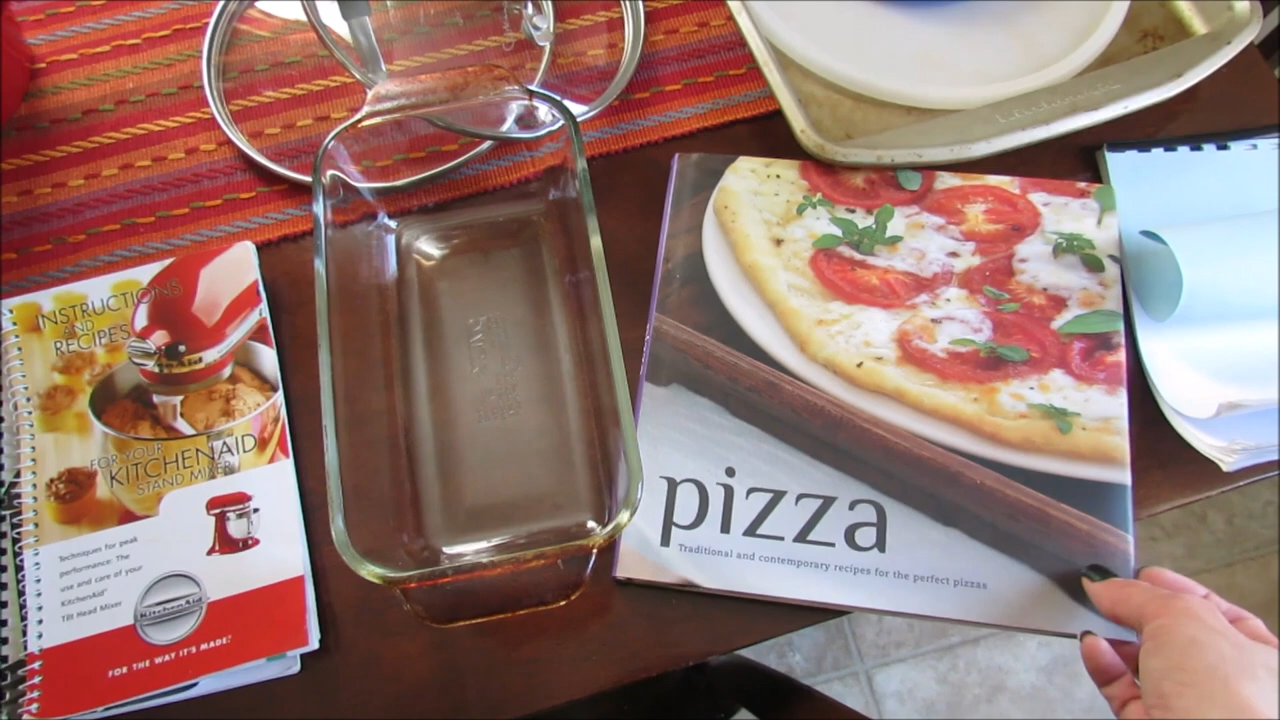 INSTRUCTIONS
AND
RECIPES
FOR YOUR
KITCHENAID
STAND MIXER
Techniques for peak
performance: The
use and care of your
KitchenAid®
Tilt Head Mixer
KitchenAid
FOR THE WAY IT'S MADE.®
pizza
Traditional and contemporary recipes for the perfect pizzas